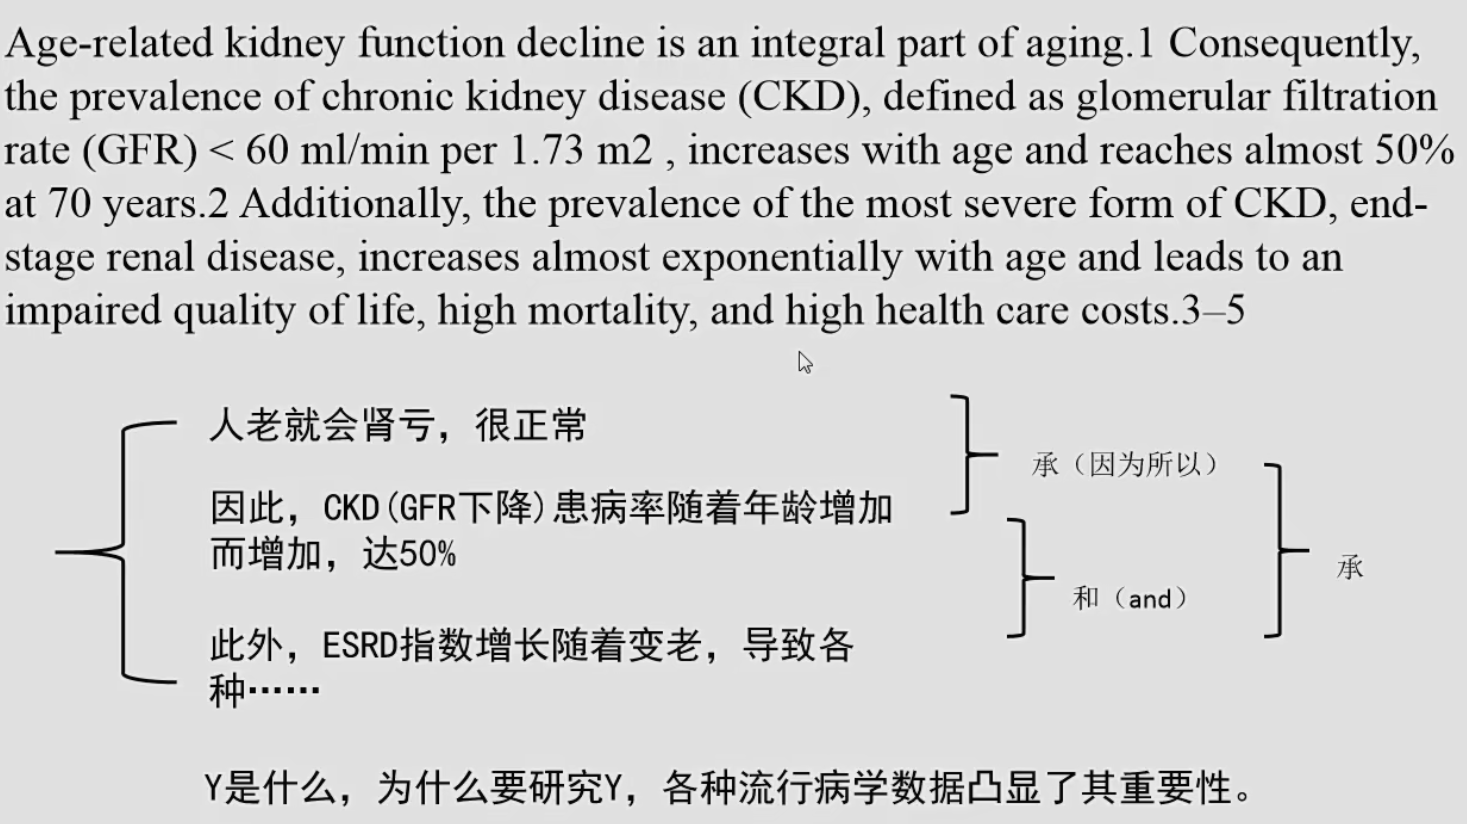 Age-related kidney function decline is an integral part of aging.1 Consequently,
the prevalence of chronic kidney disease (CKD), defined as glomerular filtration
rate (GFR) < 60 ml/min per 1.73 m2 , increases with age and reaches almost 50%
at 70 years.2 Additionally, the prevalence of the most severe form of CKD, end-
stage renal disease, increases almost exponentially with age and leads to an
impaired quality of life, high mortality, and high health care costs.3–5
人老就会肾亏，很正常
承（因为所以）
因此，CKD(GFR下降)患病率随着年龄增加
而增加，达50%
承
和（and）
此外，ESRD指数增长随着变老，导致各
种……
Y是什么，为什么要研究Y，各种流行病学数据凸显了其重要性。